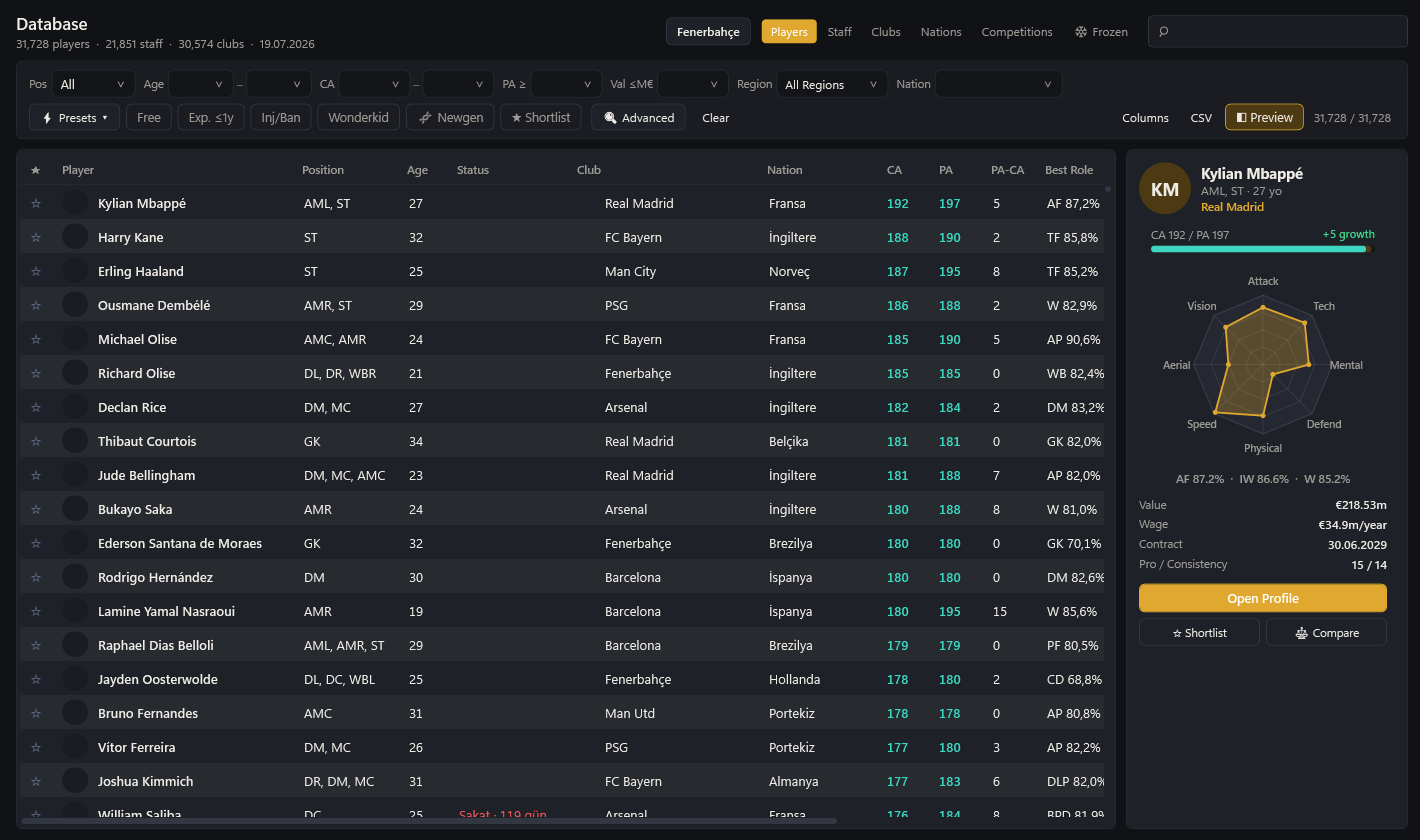 Database
31,728 players · 21,851 staff · 30,574 clubs · 19.07.2026
Fenerbahçe Players Staff Clubs Nations Competitions Frozen
Pos All Age – CA – PA ≥ Val ≤M€ Region All Regions Nation
Presets Free Exp. ≤1y Inj/Ban Wonderkid Newgen ★ Shortlist Advanced Clear Columns CSV Preview 31,728 / 31,728
★ Player Position Age Status Club Nation CA PA PA-CA Best Role
☆ Kylian Mbappé AML, ST 27 Real Madrid Fransa 192 197 5 AF 87,2%
☆ Harry Kane ST 32 FC Bayern İngiltere 188 190 2 TF 85,8%
☆ Erling Haaland ST 25 Man City Norveç 187 195 8 TF 85,2%
☆ Ousmane Dembélé AMR, ST 29 PSG Fransa 186 188 2 W 82,9%
☆ Michael Olise AMC, AMR 24 FC Bayern Fransa 185 190 5 AP 90,6%
☆ Richard Olise DL, DR, WBR 21 Fenerbahçe İngiltere 185 185 0 WB 82,4%
☆ Declan Rice DM, MC 27 Arsenal İngiltere 182 184 2 DM 83,2%
☆ Thibaut Courtois GK 34 Real Madrid Belçika 181 181 0 GK 82,0%
☆ Jude Bellingham DM, MC, AMC 23 Real Madrid İngiltere 181 188 7 AP 82,0%
☆ Bukayo Saka AMR 24 Arsenal İngiltere 180 188 8 W 81,0%
☆ Ederson Santana de Moraes GK 32 Fenerbahçe Brezilya 180 180 0 GK 70,1%
☆ Rodrigo Hernández DM 30 Barcelona İspanya 180 180 0 DM 82,6%
☆ Lamine Yamal Nasraoui AMR 19 Barcelona İspanya 180 195 15 W 85,6%
☆ Raphael Dias Belloli AML, AMR, ST 29 Barcelona Brezilya 179 179 0 PF 80,5%
☆ Jayden Oosterwolde DL, DC, WBL 25 Fenerbahçe Hollanda 178 180 2 CD 68,8%
☆ Bruno Fernandes AMC 31 Man Utd Portekiz 178 178 0 AP 80,8%
☆ Vítor Ferreira DM, MC 26 PSG Portekiz 177 180 3 AP 82,2%
☆ Joshua Kimmich DR, DM, MC 31 FC Bayern Almanya 177 183 6 DLP 82,0%
☆ William Saliba DC 25 Sakat · 119 gün Arsenal Fransa 176 184 8 BPD 81,9%
KM
Kylian Mbappé
AML, ST · 27 yo
Real Madrid
CA 192 / PA 197 +5 growth
Attack
Vision Tech
Aerial Mental
Speed Defend
Physical
AF 87.2% · IW 86.6% · W 85.2%
Value €218.53m
Wage €34.9m/year
Contract 30.06.2029
Pro / Consistency 15 / 14
Open Profile
☆ Shortlist Compare